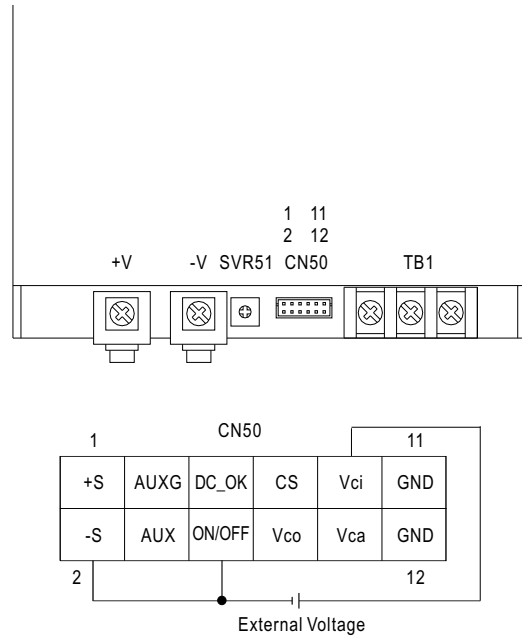 1 11
2 12
+V -V SVR51 CN50 TB1
CN50
1 11
+S AUXG DC_OK CS Vci GND
-S AUX ON/OFF Vco Vca GND
2 12
External Voltage